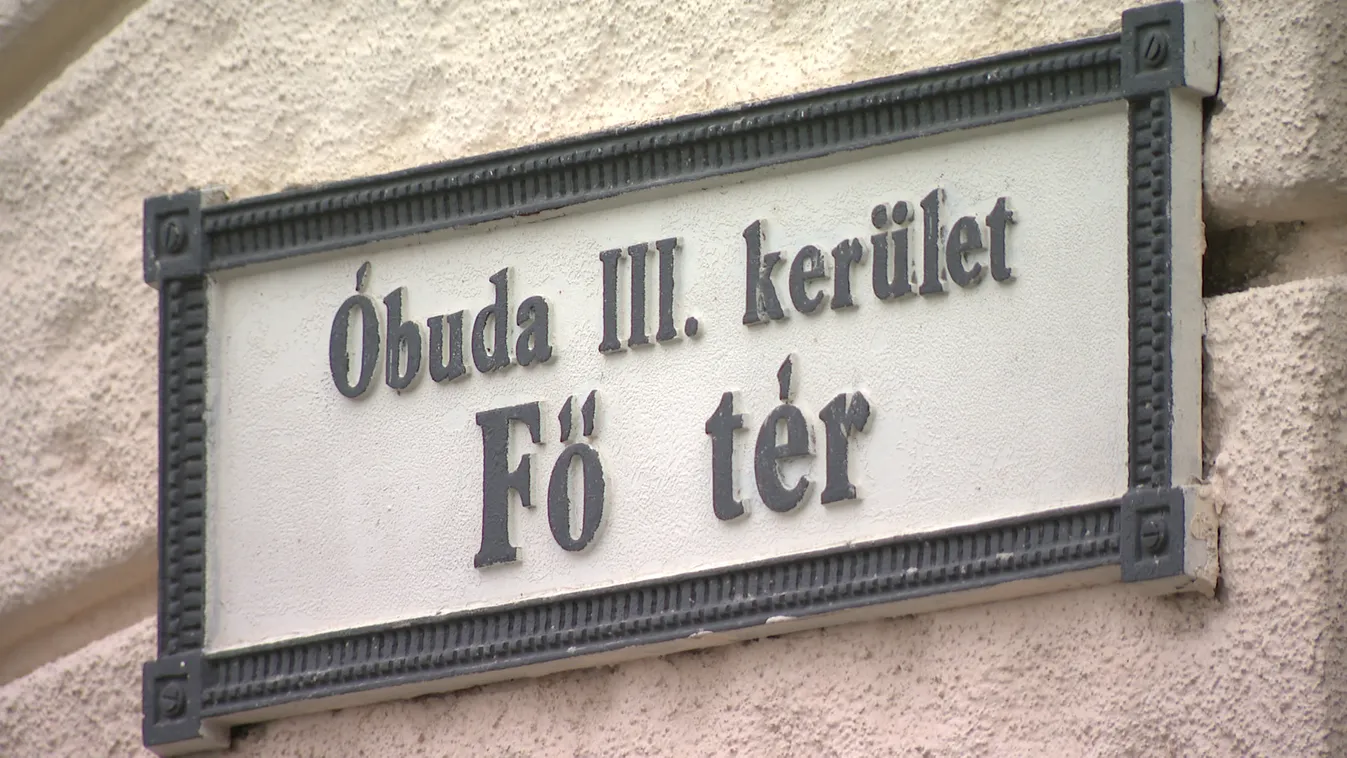 Óbuda III. kerület
Fő tér